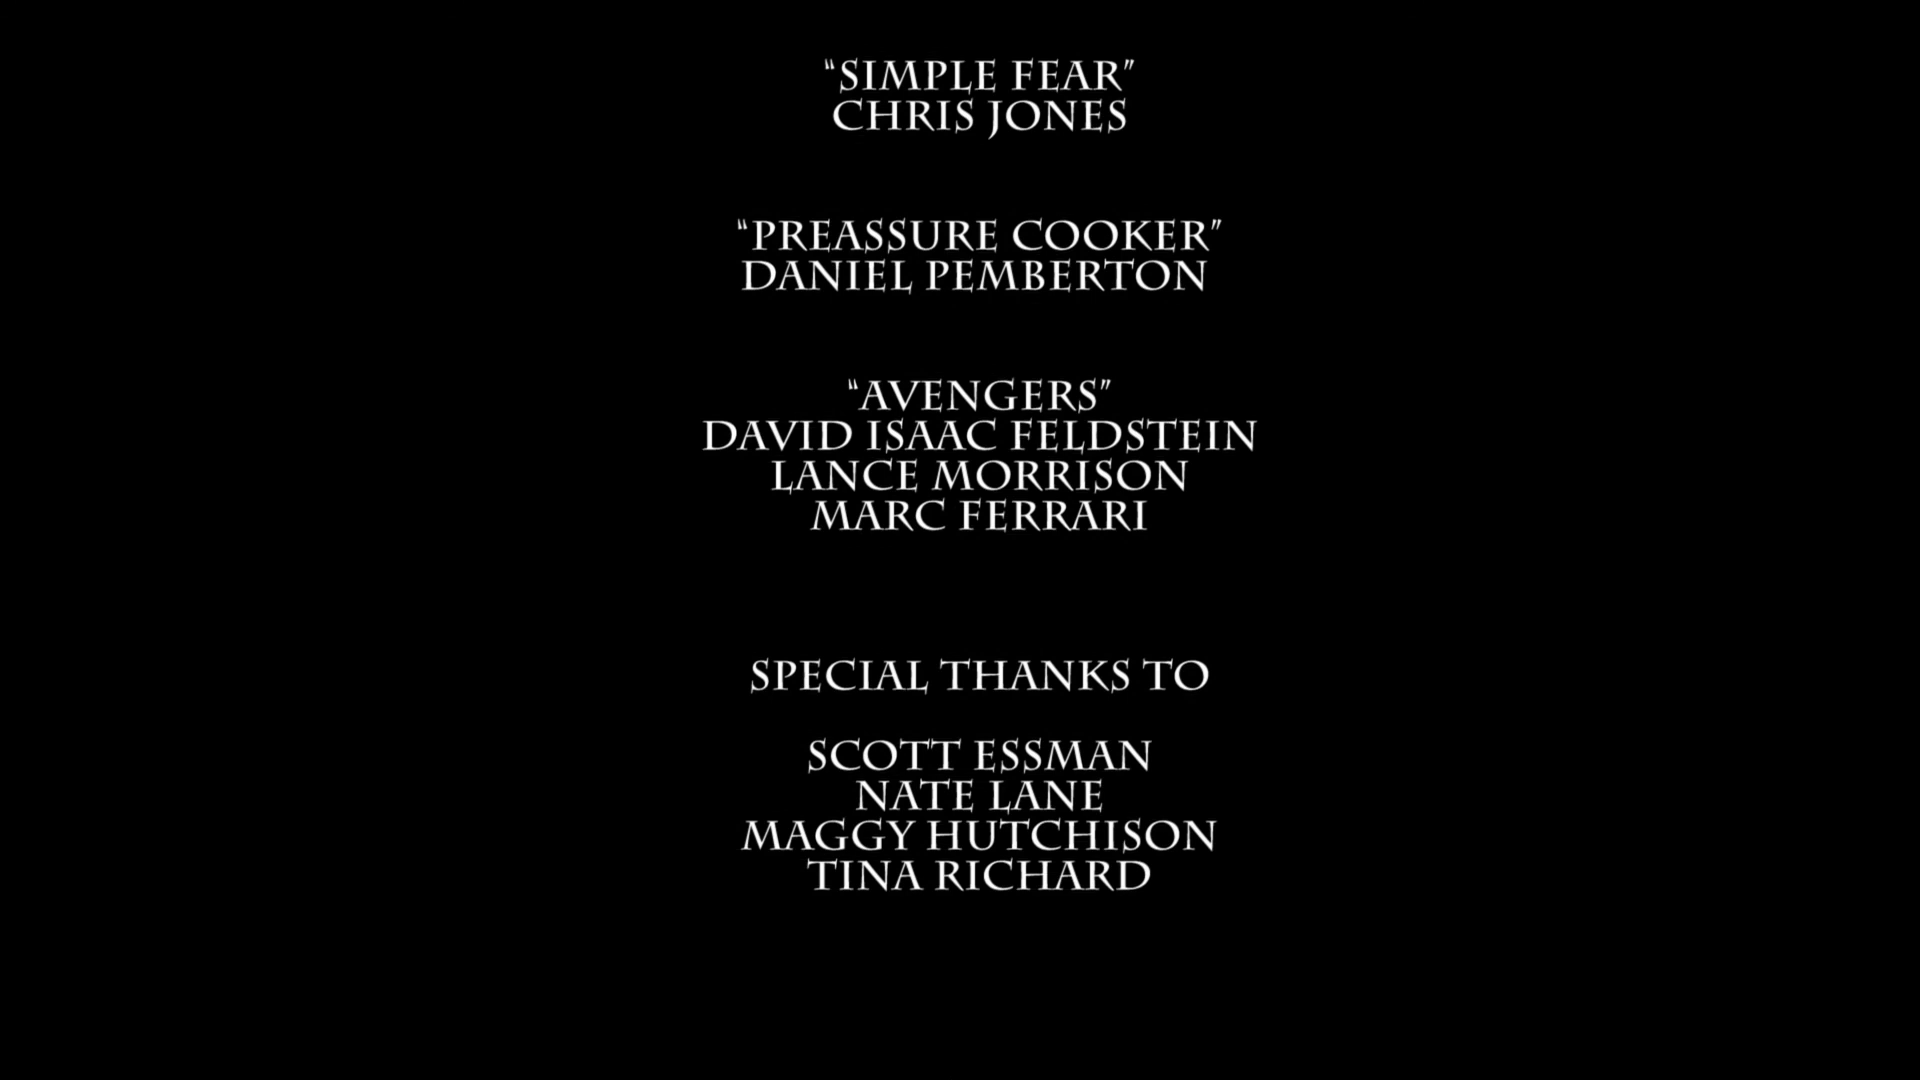 “SIMPLE FEAR”
CHRIS JONES
“PREASSURE COOKER”
DANIEL PEMBERTON
“AVENGERS”
DAVID ISAAC FELDSTEIN
LANCE MORRISON
MARC FERRARI
SPECIAL THANKS TO
SCOTT ESSMAN
NATE LANE
MAGGY HUTCHISON
TINA RICHARD